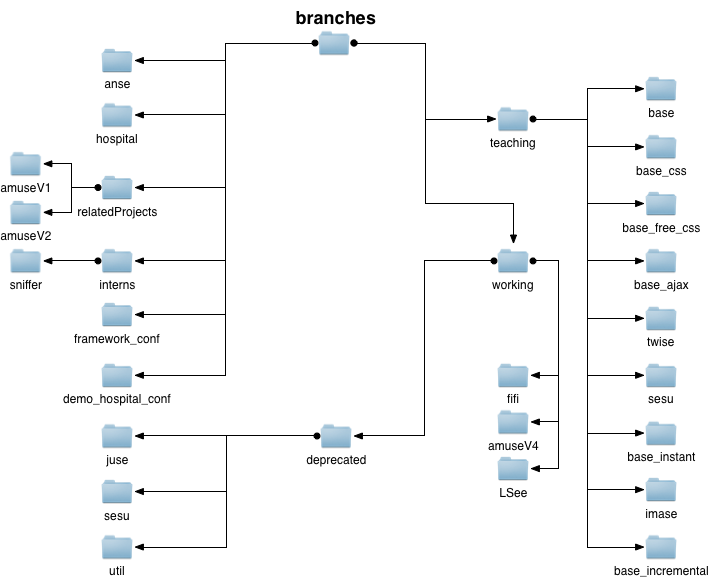 branches
anse
hospital
amuseV1
relatedProjects
amuseV2
sniffer
interns
framework_conf
demo_hospital_conf
teaching
base
base_css
base_free_css
base_ajax
twise
sesu
base_instant
imase
base_incremental
working
fifi
amuseV4
LSee
deprecated
juse
sesu
util